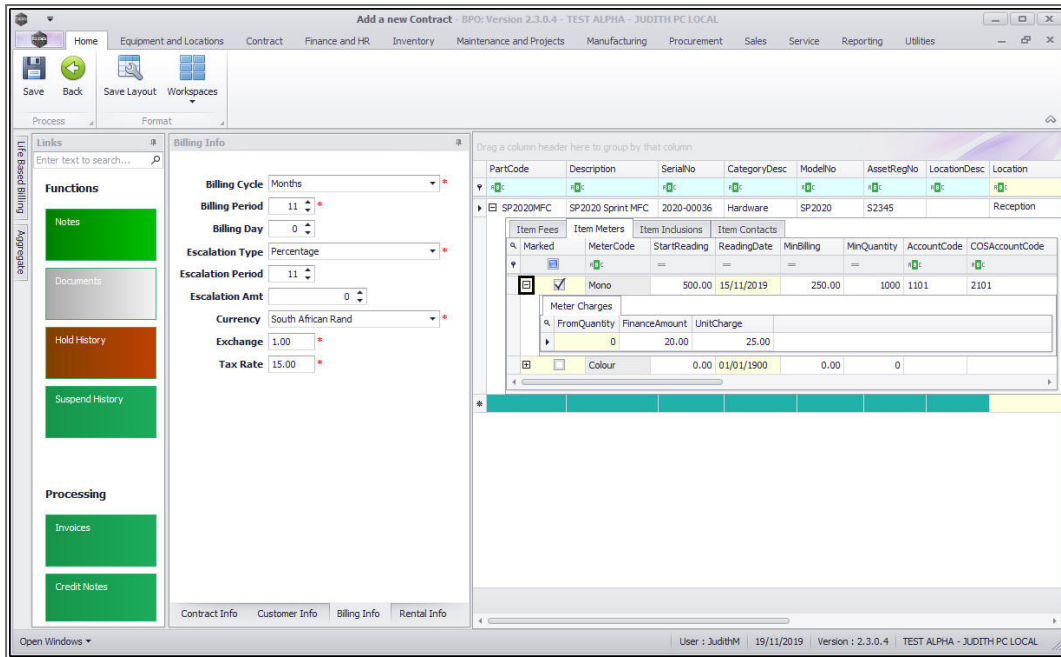 Add a new Contract - BPO: Version 2.3.0.4 - TEST ALPHA - JUDITH PC LOCAL
Home Equipment and Locations Contract Finance and HR Inventory Maintenance and Projects Manufacturing Procurement Sales Service Reporting Utilities
Save Back Save Layout Workspaces
Process Format
Life Based Billing
Aggregate
Links
Enter text to search...
Functions
Notes
Documents
Hold History
Suspend History
Processing
Invoices
Credit Notes
Billing Info
Billing Cycle Months *
Billing Period 11 *
Billing Day 0
Escalation Type Percentage *
Escalation Period 11
Escalation Amt 0
Currency South African Rand *
Exchange 1.00 *
Tax Rate 15.00 *
Contract Info Customer Info Billing Info Rental Info
Drag a column header here to group by that column
PartCode Description SerialNo CategoryDesc ModelNo AssetRegNo LocationDesc Location
SP2020MFC SP2020 Sprint MFC 2020-00036 Hardware SP2020 S2345 Reception
Item Fees Item Meters Item Inclusions Item Contacts
Marked MeterCode StartReading ReadingDate MinBilling MinQuantity AccountCode COSAccountCode
Mono 500.00 15/11/2019 250.00 1000 1101 2101
Meter Charges
FromQuantity FinanceAmount UnitCharge
0 20.00 25.00
Colour 0.00 01/01/1900 0.00 0
Open Windows User : JudithM 19/11/2019 Version : 2.3.0.4 TEST ALPHA - JUDITH PC LOCAL